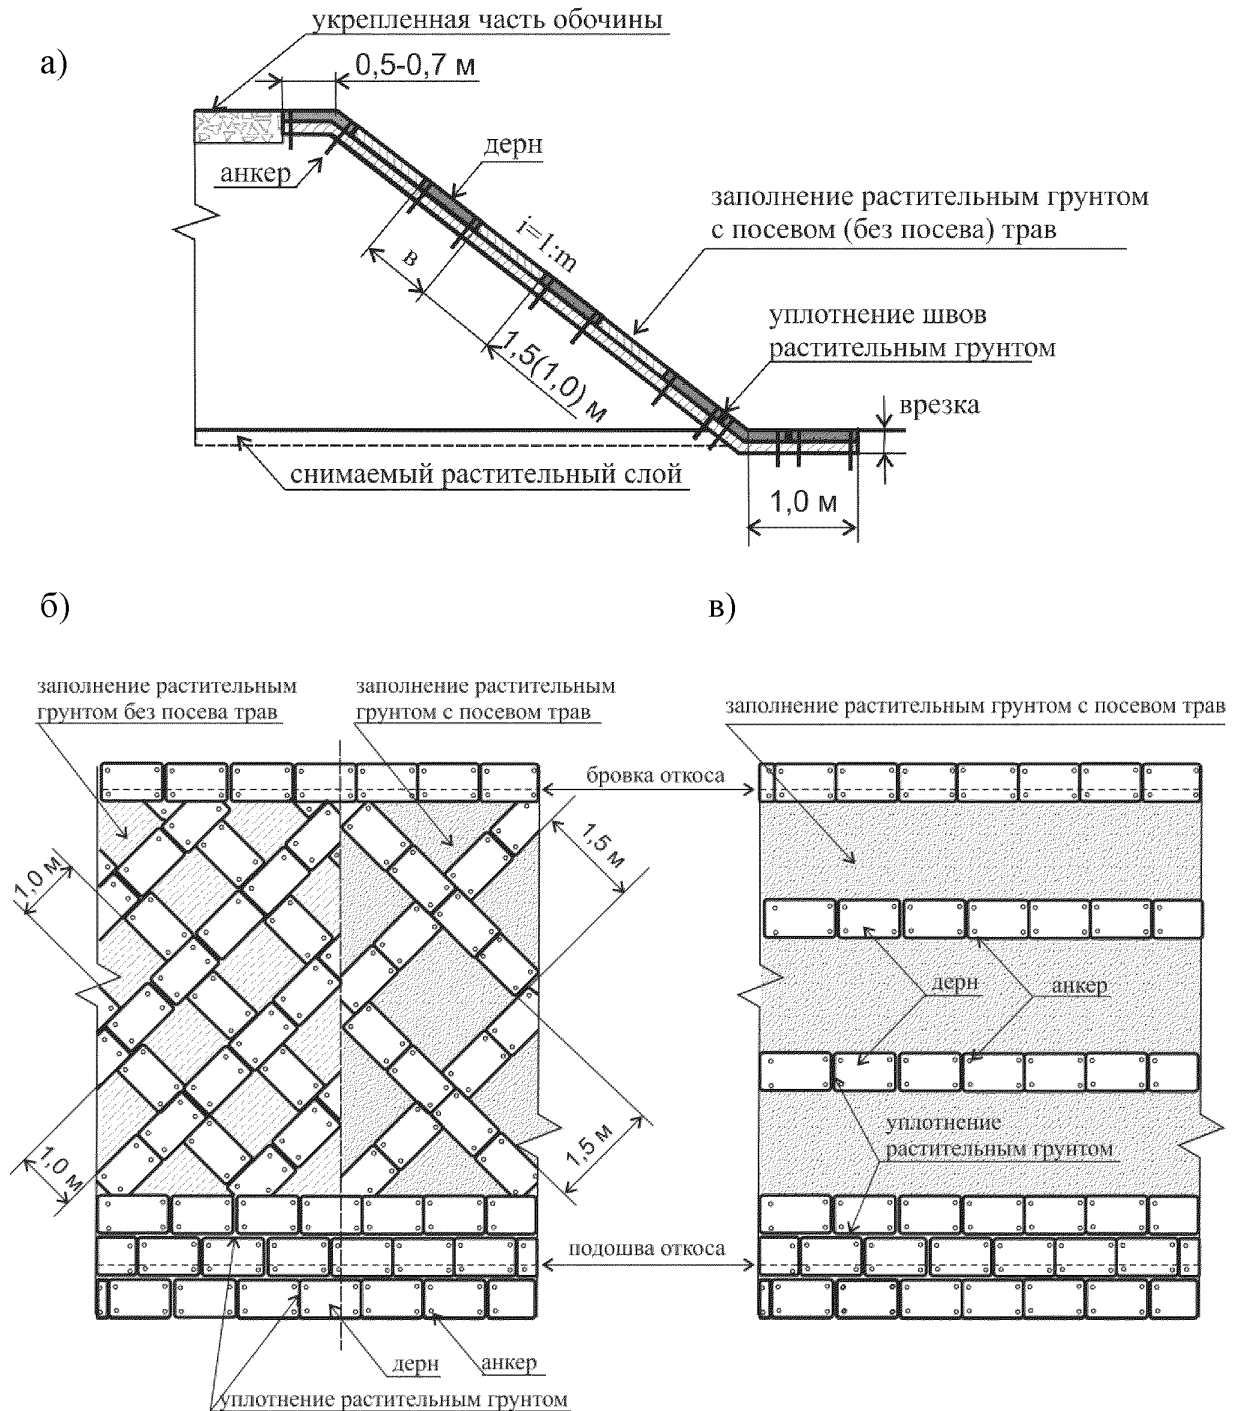 укрепленная часть обочины
а)
0,5-0,7 м
дерн
анкер
заполнение растительным грунтом
с посевом (без посева) трав
i=1:m
в
уплотнение швов
растительным грунтом
1,5(1,0) м
врезка
снимаемый растительный слой
1,0 м
б)
в)
заполнение растительным
грунтом без посева трав
заполнение растительным
грунтом с посевом трав
заполнение растительным грунтом с посевом трав
бровка откоса
1,5 м
1,0 м
дерн
анкер
уплотнение
растительным грунтом
1,0 м
1,5 м
подошва откоса
дерн
анкер
уплотнение растительным грунтом